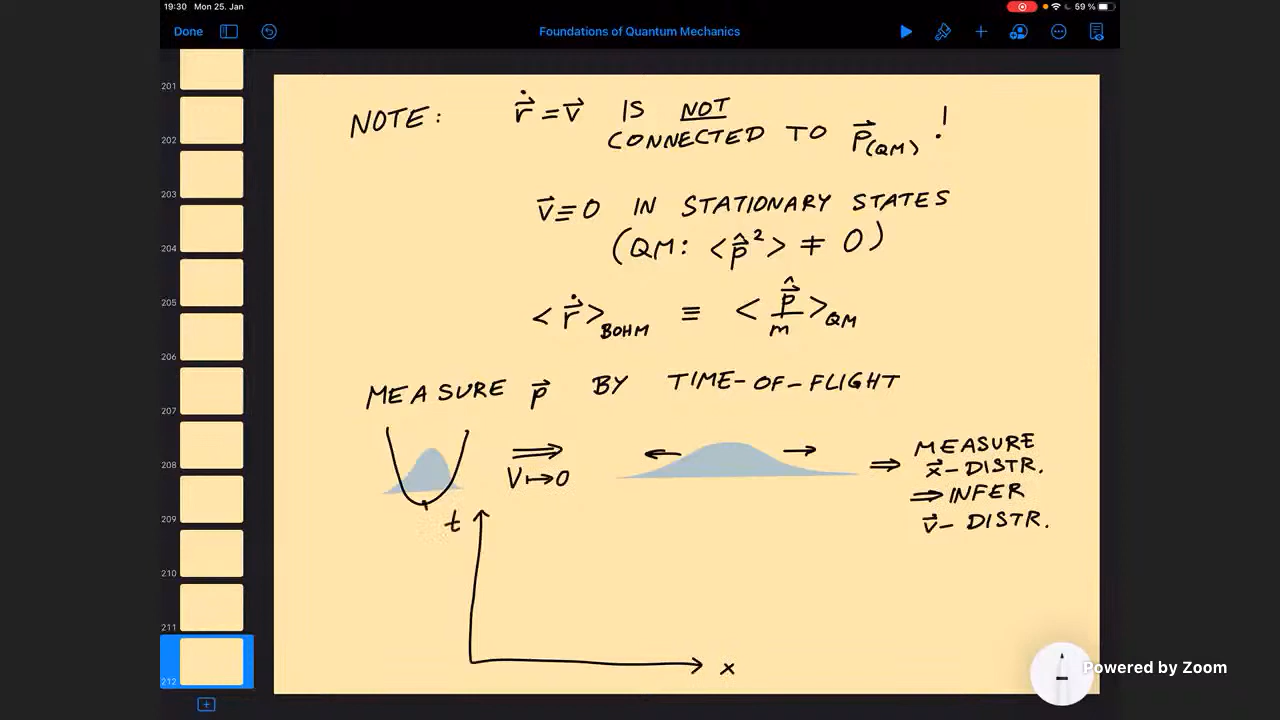 19:30 Mon 25. Jan
59 %
Done
Foundations of Quantum Mechanics
201
202
203
204
205
206
207
208
209
210
211
212
NOTE: ṙ⃗ = v⃗ IS NOT
CONNECTED TO p⃗(QM) !
v⃗ ≡ 0 IN STATIONARY STATES
(QM: <p̂⃗²> ≠ 0)
<ṙ⃗>BOHM ≡ <p̂⃗/m>QM
MEASURE p⃗ BY TIME-OF-FLIGHT
⇒
V ↦ 0
← →
⇒ MEASURE
x⃗- DISTR.
⇒ INFER
v⃗- DISTR.
t
x
Powered by Zoom